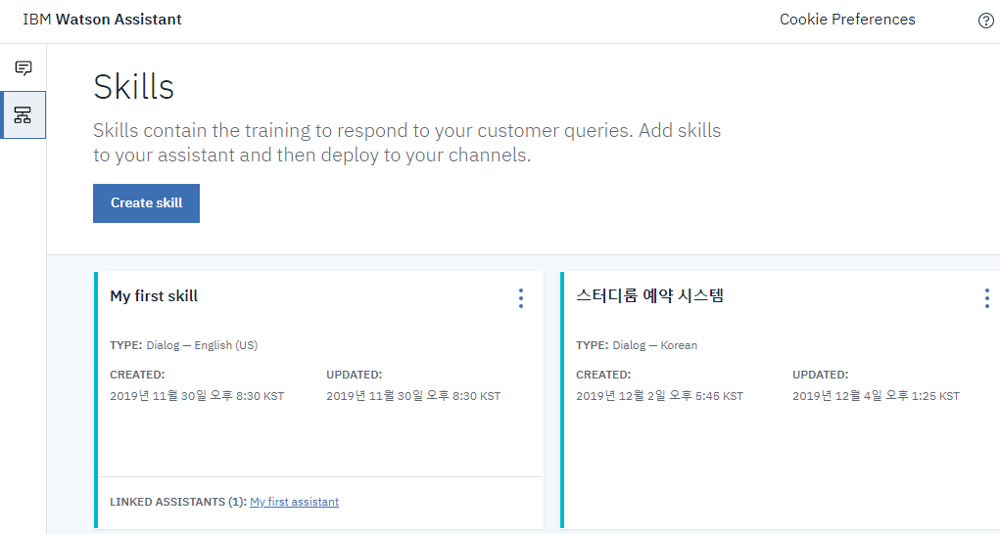 IBM Watson Assistant
Cookie Preferences
Skills
Skills contain the training to respond to your customer queries. Add skills
to your assistant and then deploy to your channels.
Create skill
My first skill
TYPE: Dialog — English (US)
CREATED:
UPDATED:
2019년 11월 30일 오후 8:30 KST
2019년 11월 30일 오후 8:30 KST
LINKED ASSISTANTS (1): My first assistant
스터디룸 예약 시스템
TYPE: Dialog — Korean
CREATED:
UPDATED:
2019년 12월 2일 오후 5:45 KST
2019년 12월 4일 오후 1:25 KST